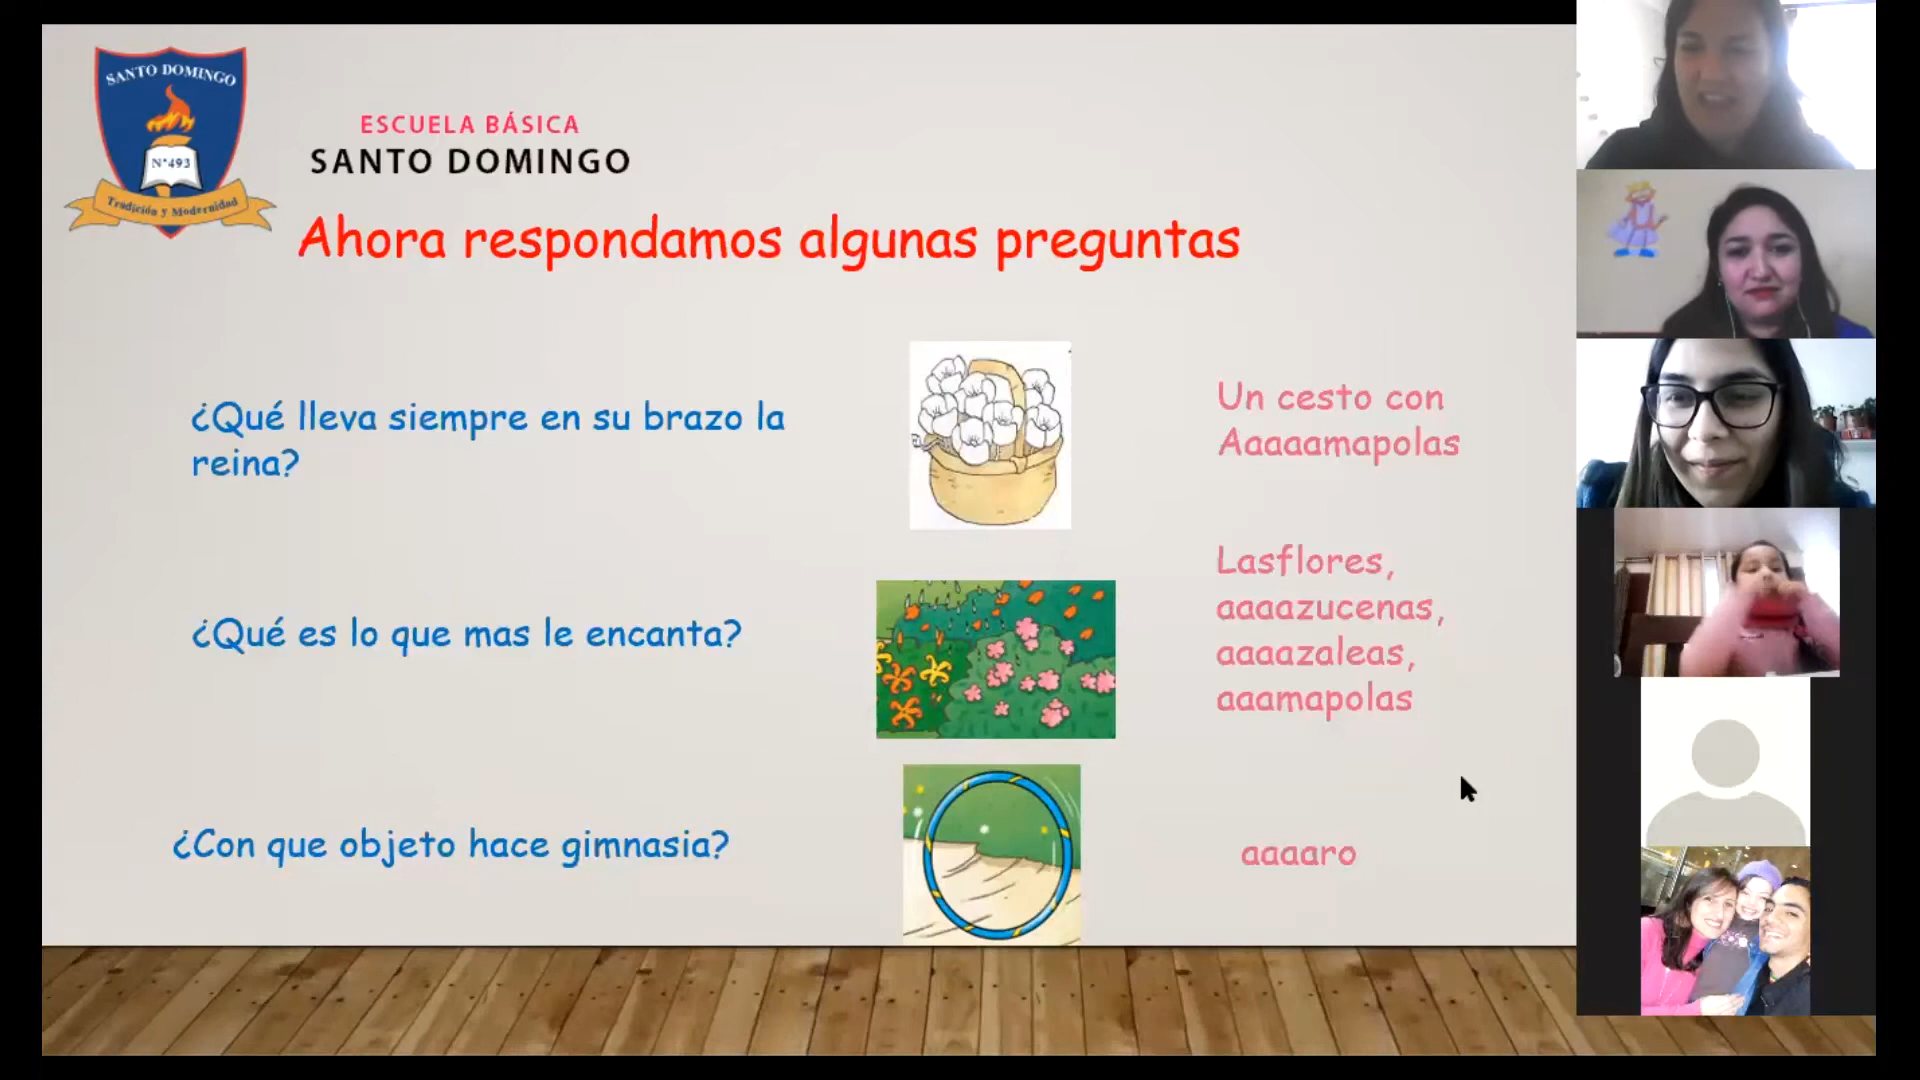 SANTO DOMINGO
N°493
Tradición y Modernidad
ESCUELA BÁSICA
SANTO DOMINGO
Ahora respondamos algunas preguntas
¿Qué lleva siempre en su brazo la
reina?
Un cesto con
Aaaaamapolas
¿Qué es lo que mas le encanta?
Lasflores,
aaaazucenas,
aaaazaleas,
aaamapolas
¿Con que objeto hace gimnasia?
aaaaro